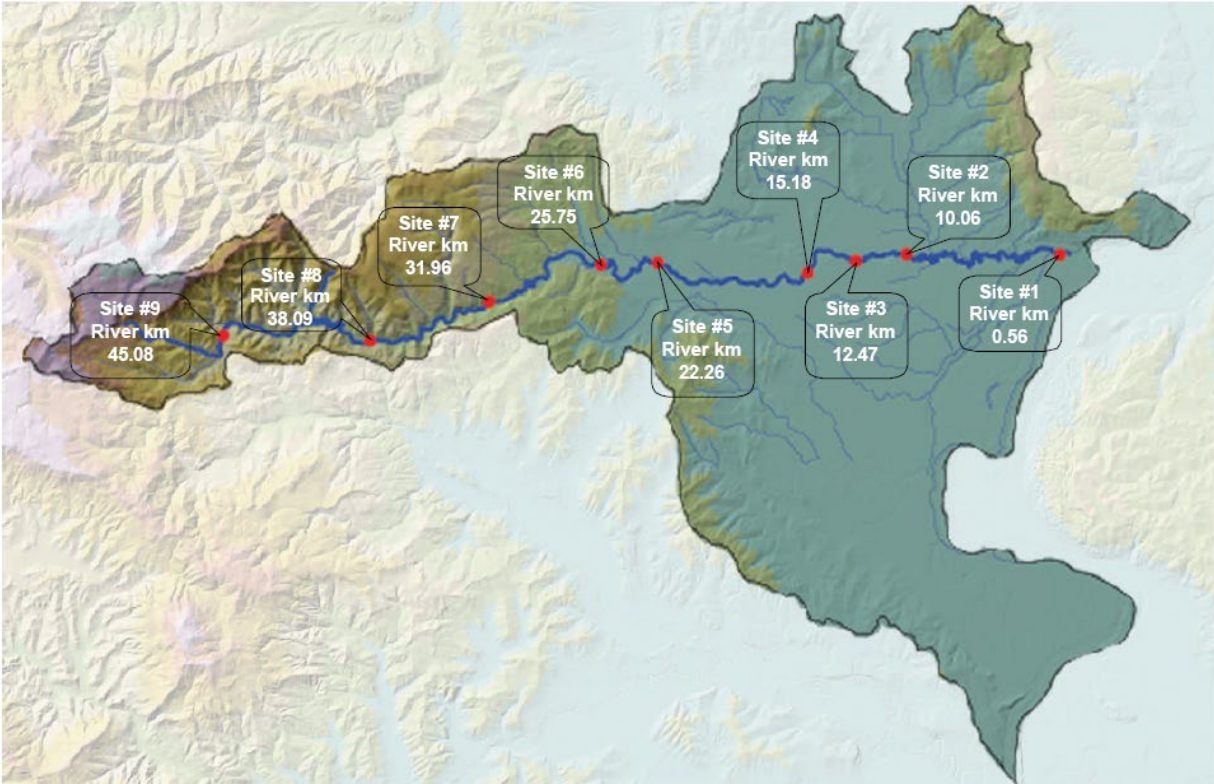 Site #4
River km
15.18
Site #6
River km
25.75
Site #2
River km
10.06
Site #7
River km
31.96
Site #8
River km
38.09
Site #1
River km
0.56
Site #9
River km
45.08
Site #3
River km
12.47
Site #5
River km
22.26